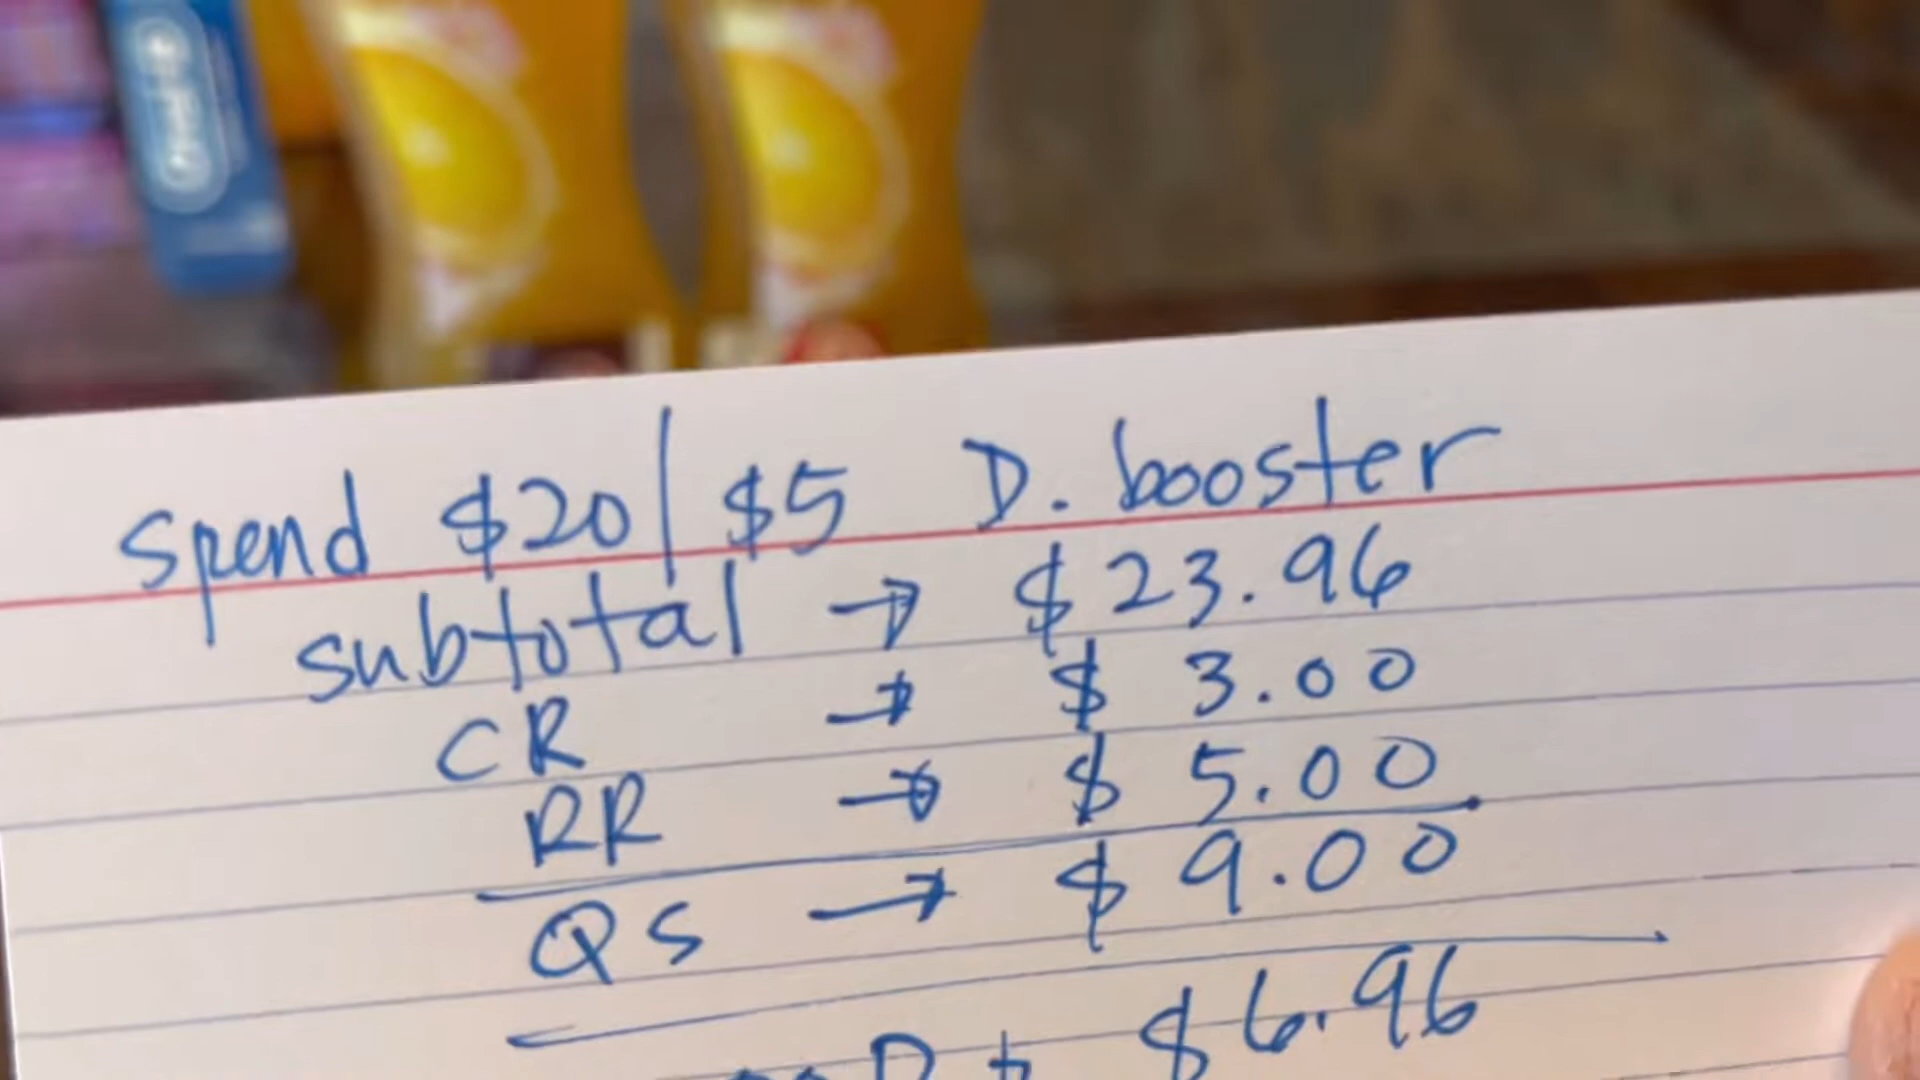 spend $20/$5 D. booster
subtotal → $23.96
CR → $ 3.00
RR → $ 5.00
QS → $ 9.00
$6.96